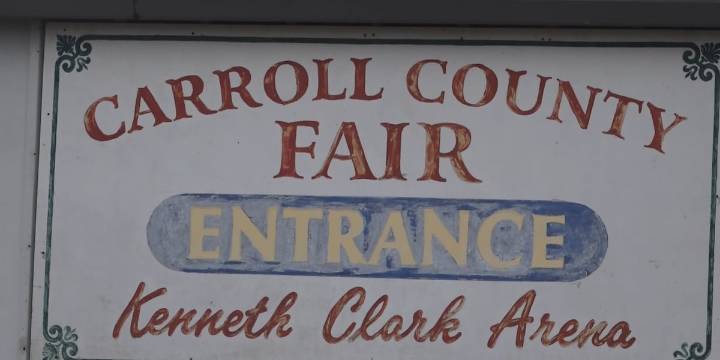 CARROLL COUNTY
FAIR
ENTRANCE
Kenneth Clark Arena